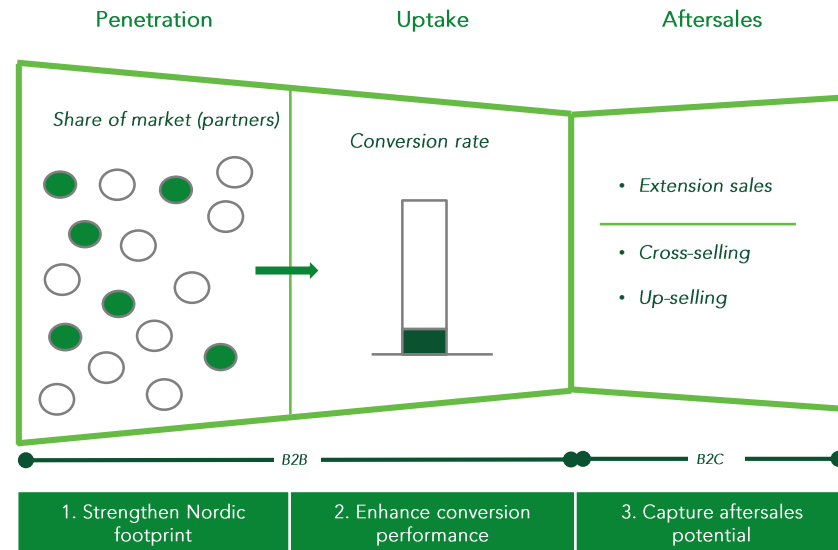 Penetration
Uptake
Aftersales
Share of market (partners)
Conversion rate
• Extension sales
• Cross-selling
• Up-selling
B2B
B2C
1. Strengthen Nordic
footprint
2. Enhance conversion
performance
3. Capture aftersales
potential